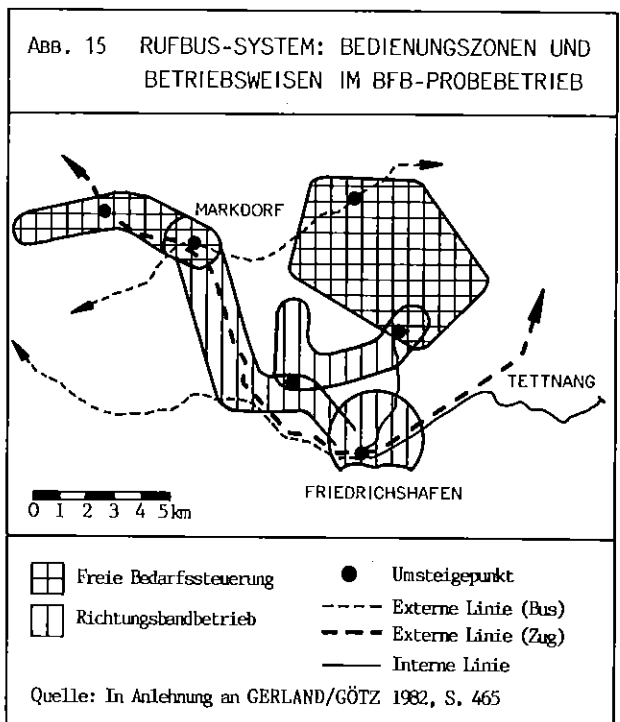 ABB. 15 RUFBUS-SYSTEM: BEDIENUNGSZONEN UND
BETRIEBSWEISEN IM BFB-PROBEBETRIEB
MARKDORF
TETTNANG
FRIEDRICHSHAFEN
0 1 2 3 4 5km
Freie Bedarfssteuerung
Richtungsbandbetrieb
Umsteigepunkt
Externe Linie (Bus)
Externe Linie (Zug)
Interne Linie
Quelle: In Anlehnung an GERLAND/GÖTZ 1982, S. 465